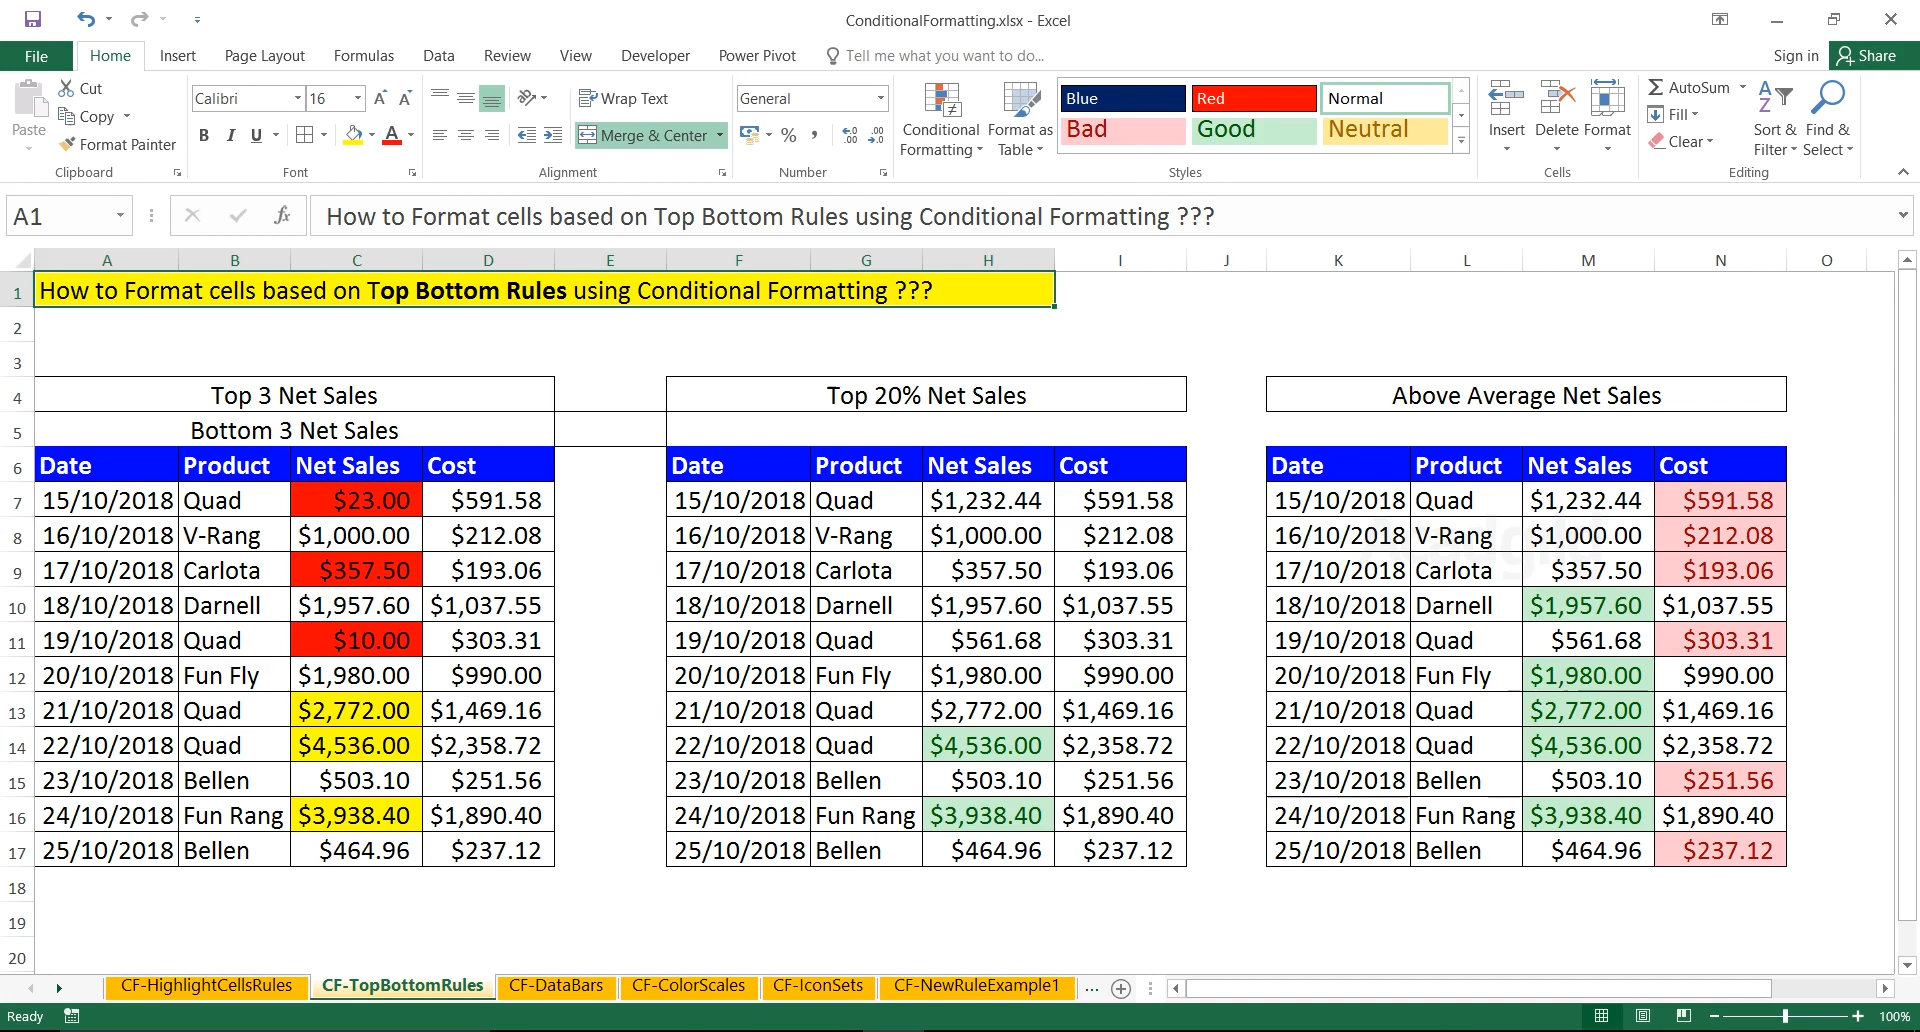 ConditionalFormatting.xlsx - Excel
File Home Insert Page Layout Formulas Data Review View Developer Power Pivot Tell me what you want to do... Sign in Share
Cut
Copy
Format Painter
Paste
Clipboard
Calibri 16
B I U A
Font
Wrap Text
Merge & Center
Alignment
General
% ,
Number
Conditional Formatting
Format as Table
Blue Red Normal
Bad Good Neutral
Styles
Insert Delete Format
Cells
AutoSum
Fill
Clear
Sort & Filter
Find & Select
Editing
A1 fx How to Format cells based on Top Bottom Rules using Conditional Formatting ???
A B C D E F G H I J K L M N O
1 How to Format cells based on Top Bottom Rules using Conditional Formatting ???
2
3
4 Top 3 Net Sales Top 20% Net Sales Above Average Net Sales
5 Bottom 3 Net Sales
6 Date Product Net Sales Cost Date Product Net Sales Cost Date Product Net Sales Cost
7 15/10/2018 Quad $23.00 $591.58 15/10/2018 Quad $1,232.44 $591.58 15/10/2018 Quad $1,232.44 $591.58
8 16/10/2018 V-Rang $1,000.00 $212.08 16/10/2018 V-Rang $1,000.00 $212.08 16/10/2018 V-Rang $1,000.00 $212.08
9 17/10/2018 Carlota $357.50 $193.06 17/10/2018 Carlota $357.50 $193.06 17/10/2018 Carlota $357.50 $193.06
10 18/10/2018 Darnell $1,957.60 $1,037.55 18/10/2018 Darnell $1,957.60 $1,037.55 18/10/2018 Darnell $1,957.60 $1,037.55
11 19/10/2018 Quad $10.00 $303.31 19/10/2018 Quad $561.68 $303.31 19/10/2018 Quad $561.68 $303.31
12 20/10/2018 Fun Fly $1,980.00 $990.00 20/10/2018 Fun Fly $1,980.00 $990.00 20/10/2018 Fun Fly $1,980.00 $990.00
13 21/10/2018 Quad $2,772.00 $1,469.16 21/10/2018 Quad $2,772.00 $1,469.16 21/10/2018 Quad $2,772.00 $1,469.16
14 22/10/2018 Quad $4,536.00 $2,358.72 22/10/2018 Quad $4,536.00 $2,358.72 22/10/2018 Quad $4,536.00 $2,358.72
15 23/10/2018 Bellen $503.10 $251.56 23/10/2018 Bellen $503.10 $251.56 23/10/2018 Bellen $503.10 $251.56
16 24/10/2018 Fun Rang $3,938.40 $1,890.40 24/10/2018 Fun Rang $3,938.40 $1,890.40 24/10/2018 Fun Rang $3,938.40 $1,890.40
17 25/10/2018 Bellen $464.96 $237.12 25/10/2018 Bellen $464.96 $237.12 25/10/2018 Bellen $464.96 $237.12
18
19
20
CF-HighlightCellsRules CF-TopBottomRules CF-DataBars CF-ColorScales CF-IconSets CF-NewRuleExample1 ...
Ready 100%